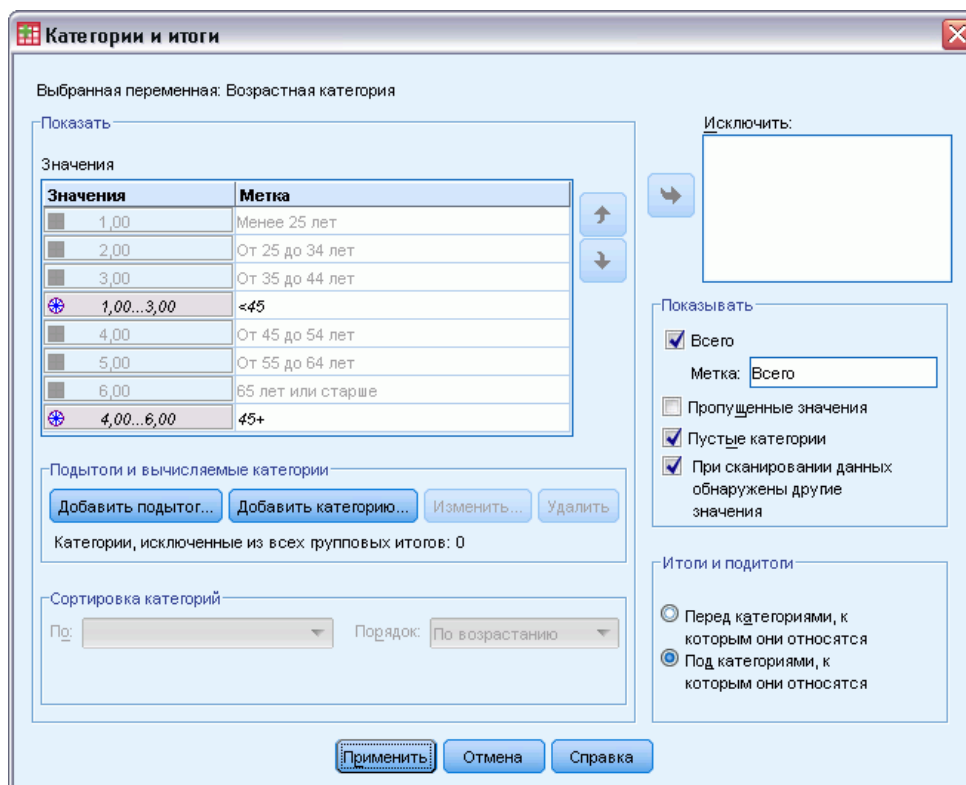 Категории и итоги
Выбранная переменная: Возрастная категория
Показать
Значения
Значения Метка
1,00 Менее 25 лет
2,00 От 25 до 34 лет
3,00 От 35 до 44 лет
1,00...3,00 <45
4,00 От 45 до 54 лет
5,00 От 55 до 64 лет
6,00 65 лет или старше
4,00...6,00 45+
Подытоги и вычисляемые категории
Добавить подытог... Добавить категорию... Изменить... Удалить
Категории, исключенные из всех групповых итогов: 0
Сортировка категорий
По: Порядок: По возрастанию
Исключить:
Показывать
Всего
Метка: Всего
Пропущенные значения
Пустые категории
При сканировании данных
обнаружены другие
значения
Итоги и подитоги
Перед категориями, к
которым они относятся
Под категориями, к
которым они относятся
Применить Отмена Справка